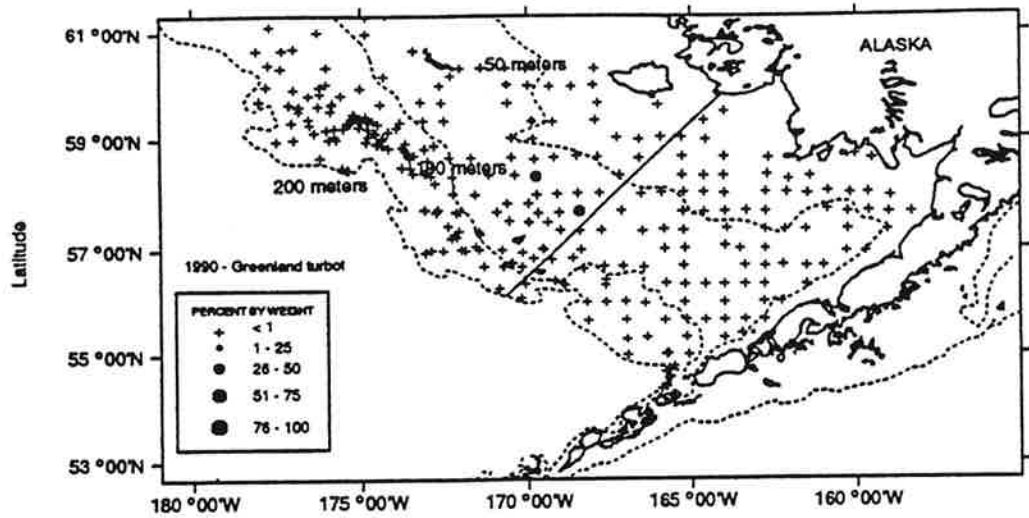 61 °00'N
ALASKA
50 meters
59 °00'N
100 meters
200 meters
Latitude
57 °00'N
1990 - Greenland turbot
PERCENT BY WEIGHT
< 1
1 - 25
26 - 50
51 - 75
76 - 100
55 °00'N
53 °00'N
180 °00'W
175 °00'W
170 °00'W
165 °00'W
160 °00'W